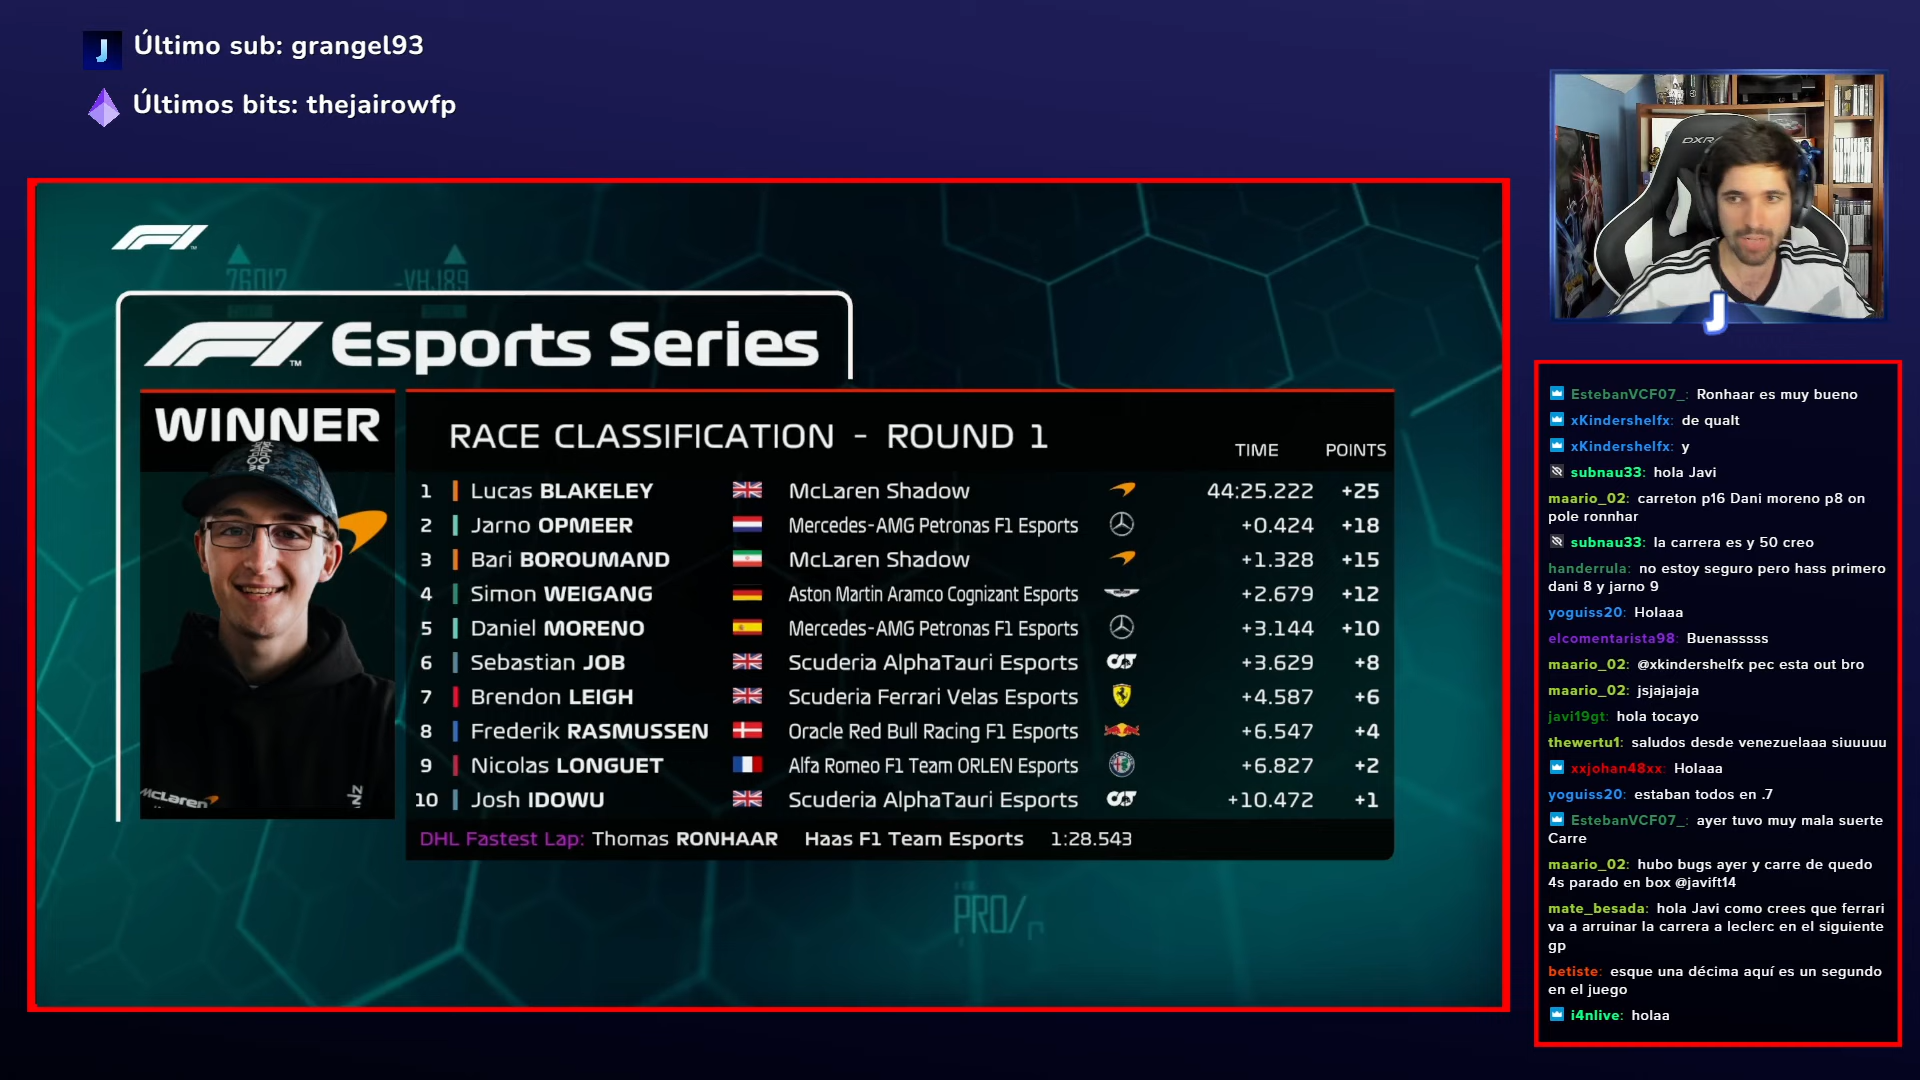 Último sub: grangel93
Últimos bits: thejairowfp
F1
76012
-VHJ89
F1 Esports Series
WINNER
McLaren
RACE CLASSIFICATION - ROUND 1
TIME POINTS
1 Lucas BLAKELEY McLaren Shadow 44:25.222 +25
2 Jarno OPMEER Mercedes-AMG Petronas F1 Esports +0.424 +18
3 Bari BOROUMAND McLaren Shadow +1.328 +15
4 Simon WEIGANG Aston Martin Aramco Cognizant Esports +2.679 +12
5 Daniel MORENO Mercedes-AMG Petronas F1 Esports +3.144 +10
6 Sebastian JOB Scuderia AlphaTauri Esports +3.629 +8
7 Brendon LEIGH Scuderia Ferrari Velas Esports +4.587 +6
8 Frederik RASMUSSEN Oracle Red Bull Racing F1 Esports +6.547 +4
9 Nicolas LONGUET Alfa Romeo F1 Team ORLEN Esports +6.827 +2
10 Josh IDOWU Scuderia AlphaTauri Esports +10.472 +1
DHL Fastest Lap: Thomas RONHAAR Haas F1 Team Esports 1:28.543
PRO/
J
EstebanVCF07_: Ronhaar es muy bueno
xKindershelfx: de qualt
xKindershelfx: y
subnau33: hola Javi
maario_02: carreton p16 Dani moreno p8 on
pole ronnhar
subnau33: la carrera es y 50 creo
handerrula: no estoy seguro pero hass primero
dani 8 y jarno 9
yoguiss20: Holaaa
elcomentarista98: Buenasssss
maario_02: @xkindershelfx pec esta out bro
maario_02: jsjajajaja
javi19gt: hola tocayo
thewertu1: saludos desde venezuelaaa siuuuuu
xxjohan48xx: Holaaa
yoguiss20: estaban todos en .7
EstebanVCF07_: ayer tuvo muy mala suerte
Carre
maario_02: hubo bugs ayer y carre de quedo
4s parado en box @javift14
mate_besada: hola Javi como crees que ferrari
va a arruinar la carrera a leclerc en el siguiente
gp
betiste: esque una décima aquí es un segundo
en el juego
i4nlive: holaa